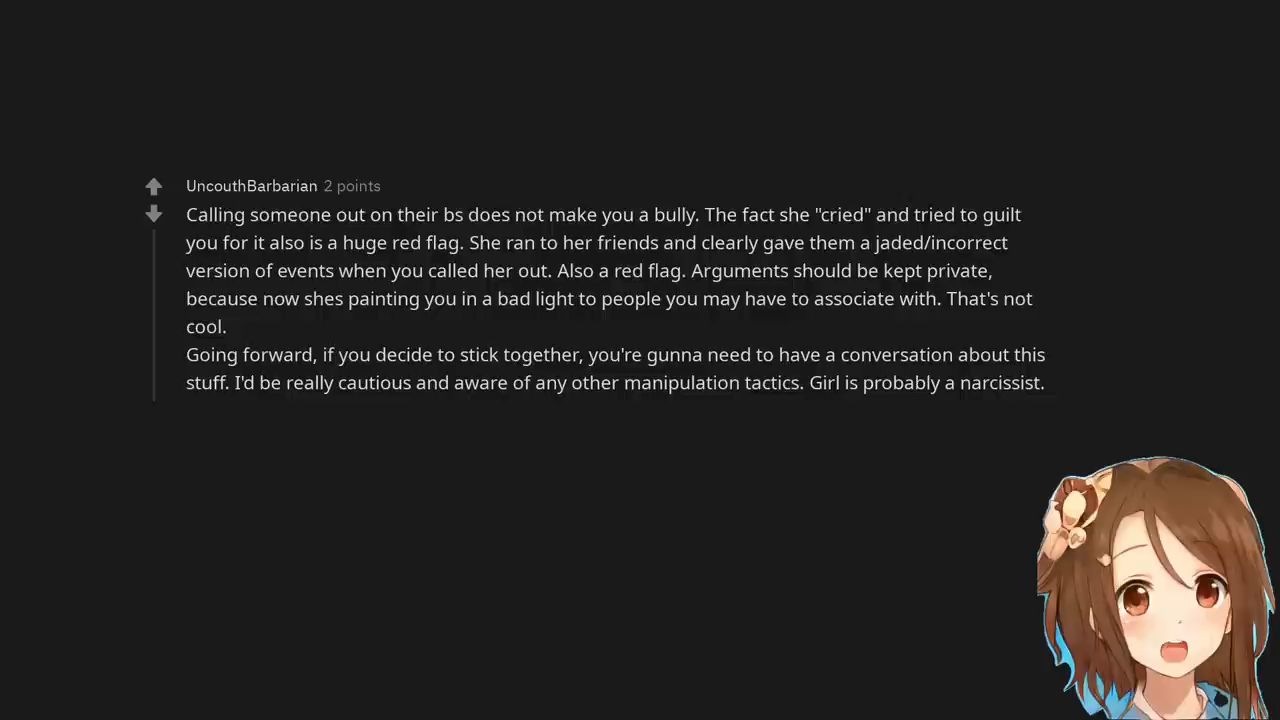 UncouthBarbarian 2 points
Calling someone out on their bs does not make you a bully. The fact she "cried" and tried to guilt
you for it also is a huge red flag. She ran to her friends and clearly gave them a jaded/incorrect
version of events when you called her out. Also a red flag. Arguments should be kept private,
because now shes painting you in a bad light to people you may have to associate with. That's not
cool.
Going forward, if you decide to stick together, you're gunna need to have a conversation about this
stuff. I'd be really cautious and aware of any other manipulation tactics. Girl is probably a narcissist.